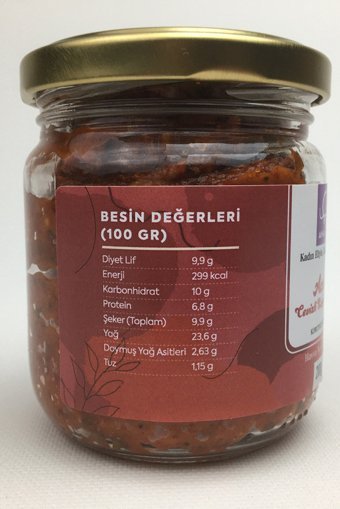 BESİN DEĞERLERİ
(100 GR)
Diyet Lif 9,9 g
Enerji 299 kcal
Karbonhidrat 10 g
Protein 6,8 g
Şeker (Toplam) 9,9 g
Yağ 23,6 g
Doymuş Yağ Asitleri 2,63 g
Tuz 1,15 g
Kadın